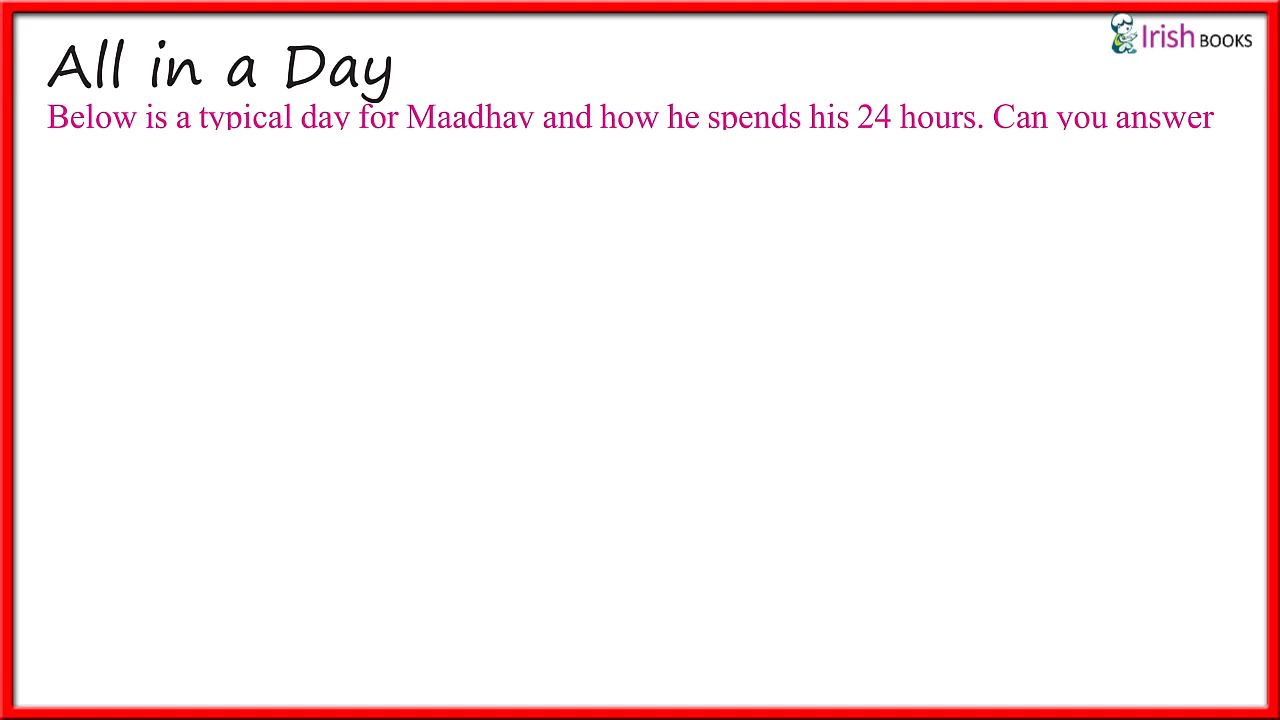 All in a Day
Irish BOOKS
Below is a typical day for Maadhav and how he spends his 24 hours. Can you answer